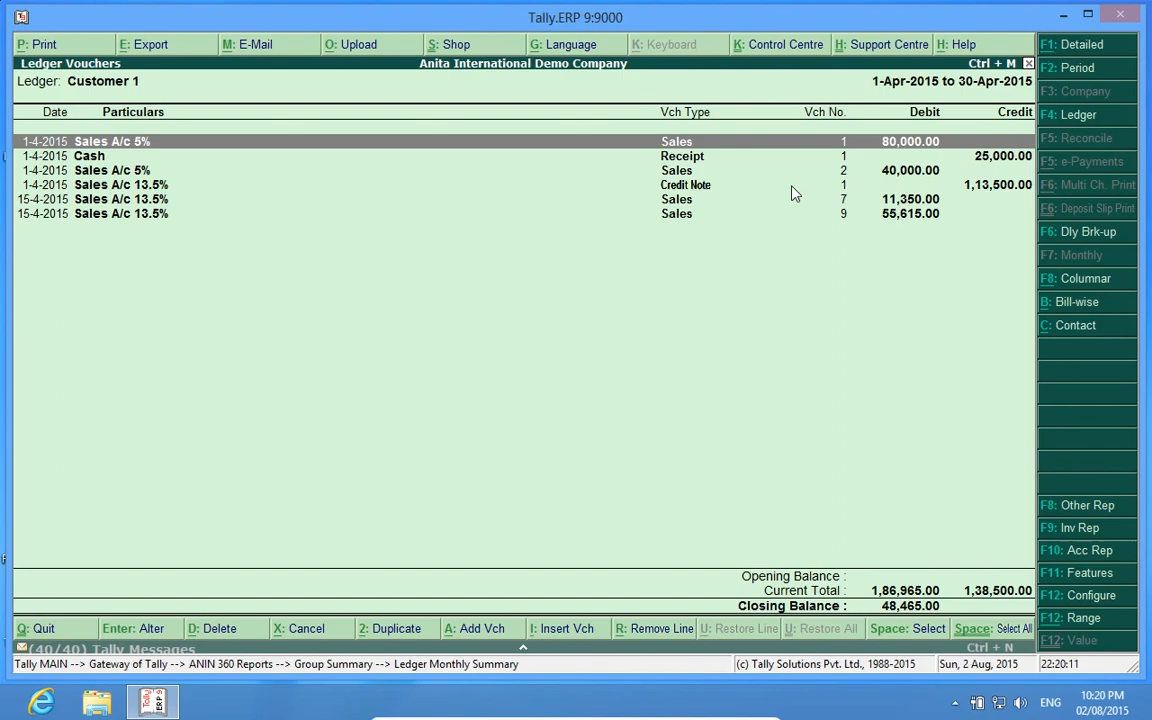 Tally.ERP 9:9000
P: Print E: Export M: E-Mail O: Upload S: Shop G: Language K: Keyboard K: Control Centre H: Support Centre H: Help
Ledger Vouchers Anita International Demo Company Ctrl + M
Ledger: Customer 1 1-Apr-2015 to 30-Apr-2015
Date Particulars Vch Type Vch No. Debit Credit
1-4-2015 Sales A/c 5% Sales 1 80,000.00
1-4-2015 Cash Receipt 1 25,000.00
1-4-2015 Sales A/c 5% Sales 2 40,000.00
1-4-2015 Sales A/c 13.5% Credit Note 1 1,13,500.00
15-4-2015 Sales A/c 13.5% Sales 7 11,350.00
15-4-2015 Sales A/c 13.5% Sales 9 55,615.00
Opening Balance :
Current Total : 1,86,965.00 1,38,500.00
Closing Balance : 48,465.00
F1: Detailed
F2: Period
F3: Company
F4: Ledger
F5: Reconcile
F5: e-Payments
F6: Multi Ch. Print
F6: Deposit Slip Print
F6: Dly Brk-up
F7: Monthly
F8: Columnar
B: Bill-wise
C: Contact
F8: Other Rep
F9: Inv Rep
F10: Acc Rep
F11: Features
F12: Configure
F12: Range
F12: Value
Q: Quit Enter: Alter D: Delete X: Cancel 2: Duplicate A: Add Vch I: Insert Vch R: Remove Line U: Restore Line U: Restore All Space: Select Space: Select All
(40/40) Tally Messages Ctrl + N
Tally MAIN --> Gateway of Tally --> ANIN 360 Reports --> Group Summary --> Ledger Monthly Summary (c) Tally Solutions Pvt. Ltd., 1988-2015 Sun, 2 Aug, 2015 22:20:11
Tally ERP 9
ENG
10:20 PM
02/08/2015